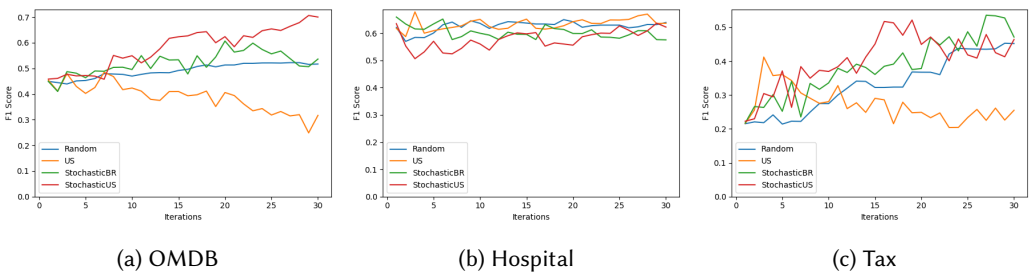 0.7
0.6
0.5
0.4
0.3
0.2
0.1
0.0
F1 Score
0 5 10 15 20 25 30
Iterations
Random
US
StochasticBR
StochasticUS
(a) OMDB
0.6
0.5
0.4
0.3
0.2
0.1
0.0
F1 Score
0 5 10 15 20 25 30
Iterations
Random
US
StochasticBR
StochasticUS
(b) Hospital
0.5
0.4
0.3
0.2
0.1
0.0
F1 Score
0 5 10 15 20 25 30
Iterations
Random
US
StochasticBR
StochasticUS
(c) Tax